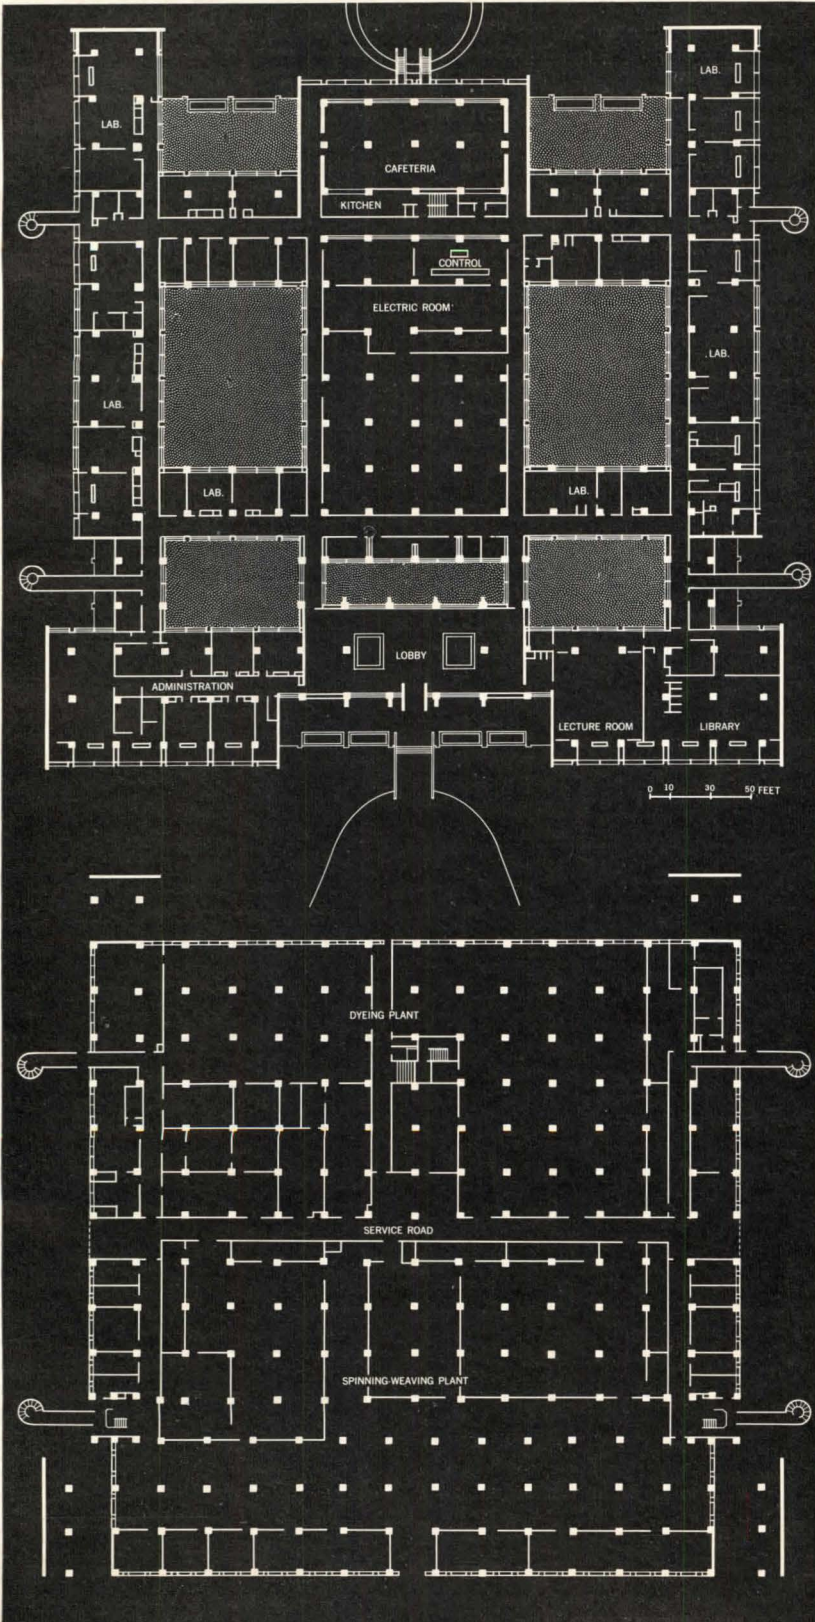 LAB.
LAB.
CAFETERIA
KITCHEN
CONTROL
ELECTRIC ROOM
LAB.
LAB.
LAB.
LAB.
LOBBY
ADMINISTRATION
LECTURE ROOM
LIBRARY
0 10 30 50 FEET
DYEING PLANT
SERVICE ROAD
SPINNING-WEAVING PLANT